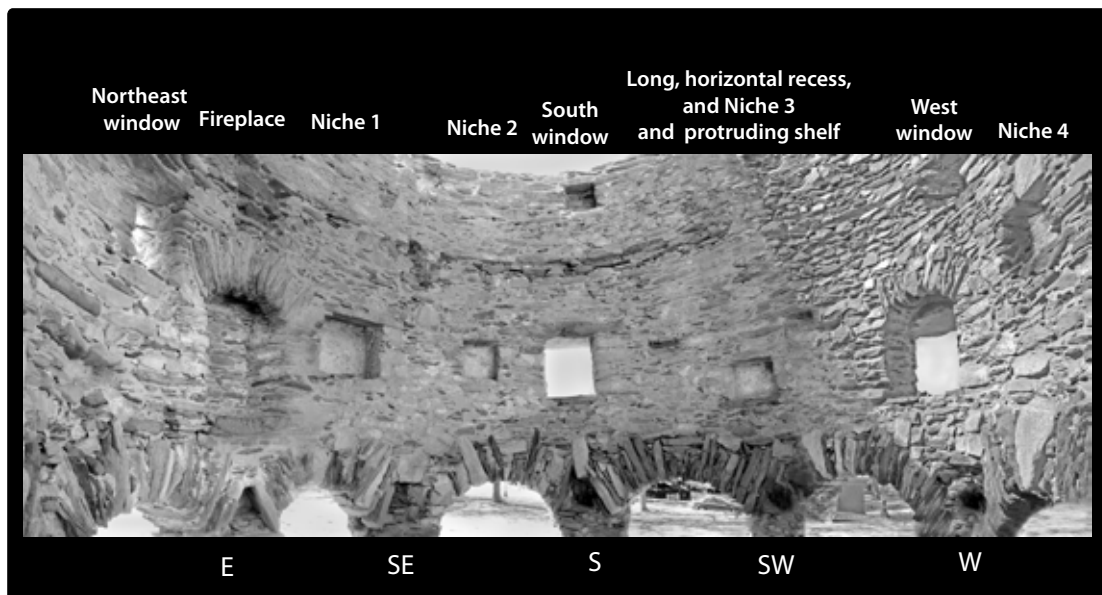 Northeast
window
Fireplace
Niche 1
Niche 2
South
window
Long, horizontal recess,
and Niche 3
and protruding shelf
West
window
Niche 4
E
SE
S
SW
W